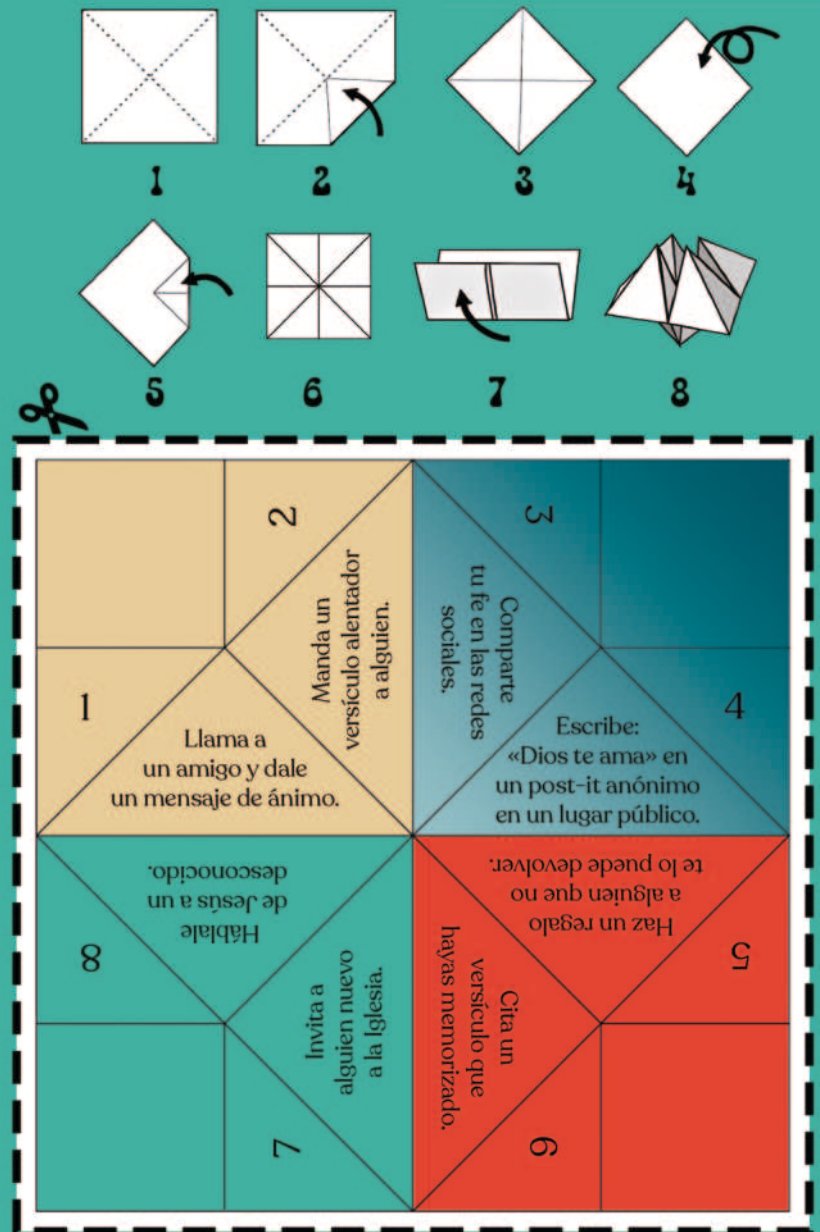 1
2
3
4
5
6
7
8
2
Manda un
versículo alentador
a alguien.
1
Llama a
un amigo y dale
un mensaje de ánimo.
3
Comparte
tu fe en las redes
sociales.
4
Escribe:
«Dios te ama» en
un post-it anónimo
en un lugar público.
5
Haz un regalo
a alguien que no
te lo puede devolver.
6
Cita un
versículo que
hayas memorizado.
7
Invita a
alguien nuevo
a la Iglesia.
8
Háblale
de Jesús a un
desconocido.